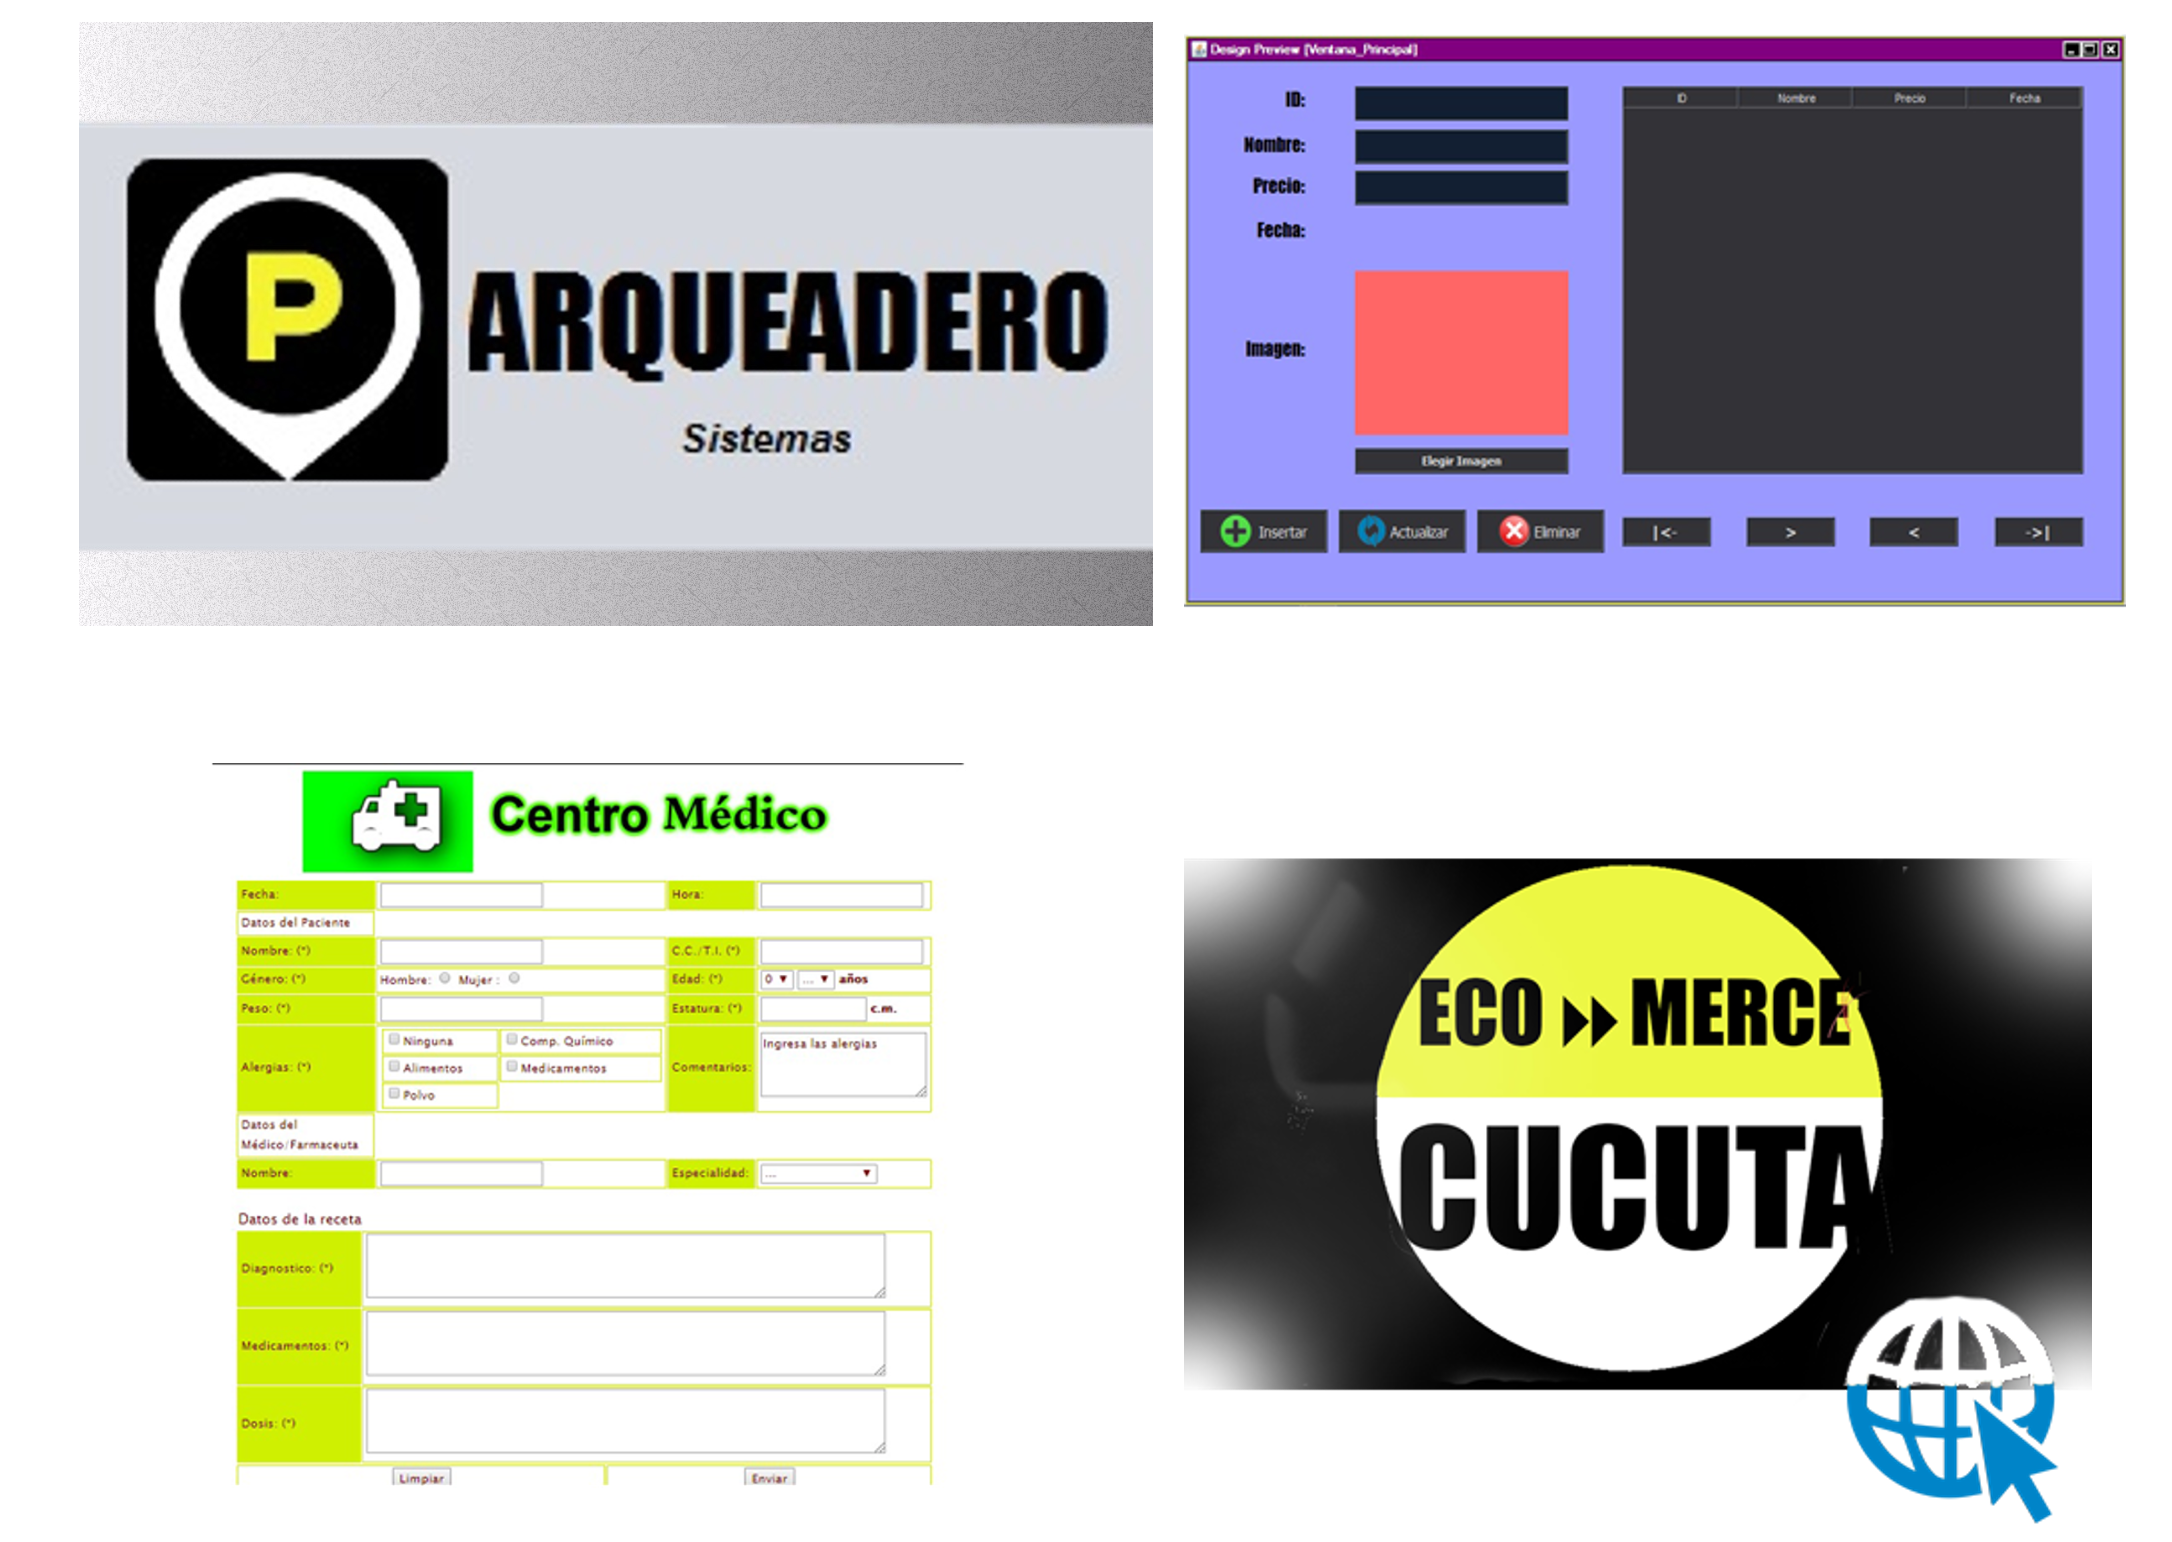 P ARQUEADERO
Sistemas
Design Preview [Ventana_Principal]
ID:
Nombre:
Precio:
Fecha:
Imagen:
Elegir Imagen
ID Nombre Precio Fecha
Insertar Actualizar Eliminar |<- > < ->|
Centro Médico
Fecha: Hora:
Datos del Paciente
Nombre: (*) C.C./T.I. (*)
Género: (*) Hombre: Mujer : Edad: (*) 0 ▼ ... ▼ años
Peso: (*) Estatura: (*) c.m.
Alergias: (*) Ninguna Comp. Químico Comentarios: Ingresa las alergias
Alimentos Medicamentos
Polvo
Datos del
Médico/Farmaceuta
Nombre: Especialidad: ... ▼
Datos de la receta
Diagnostico: (*)
Medicamentos: (*)
Dosis: (*)
Limpiar Enviar
ECO MERCE
CUCUTA